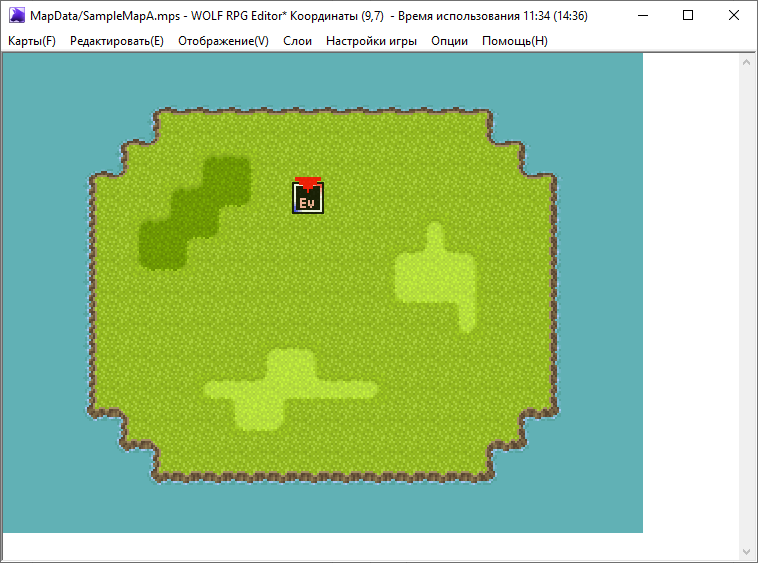 MapData/SampleMapA.mps - WOLF RPG Editor* Координаты (9,7)  - Время использования 11:34 (14:36)
Карты(F) Редактировать(E) Отображение(V) Слои Настройки игры Опции Помощь(H)
Ev